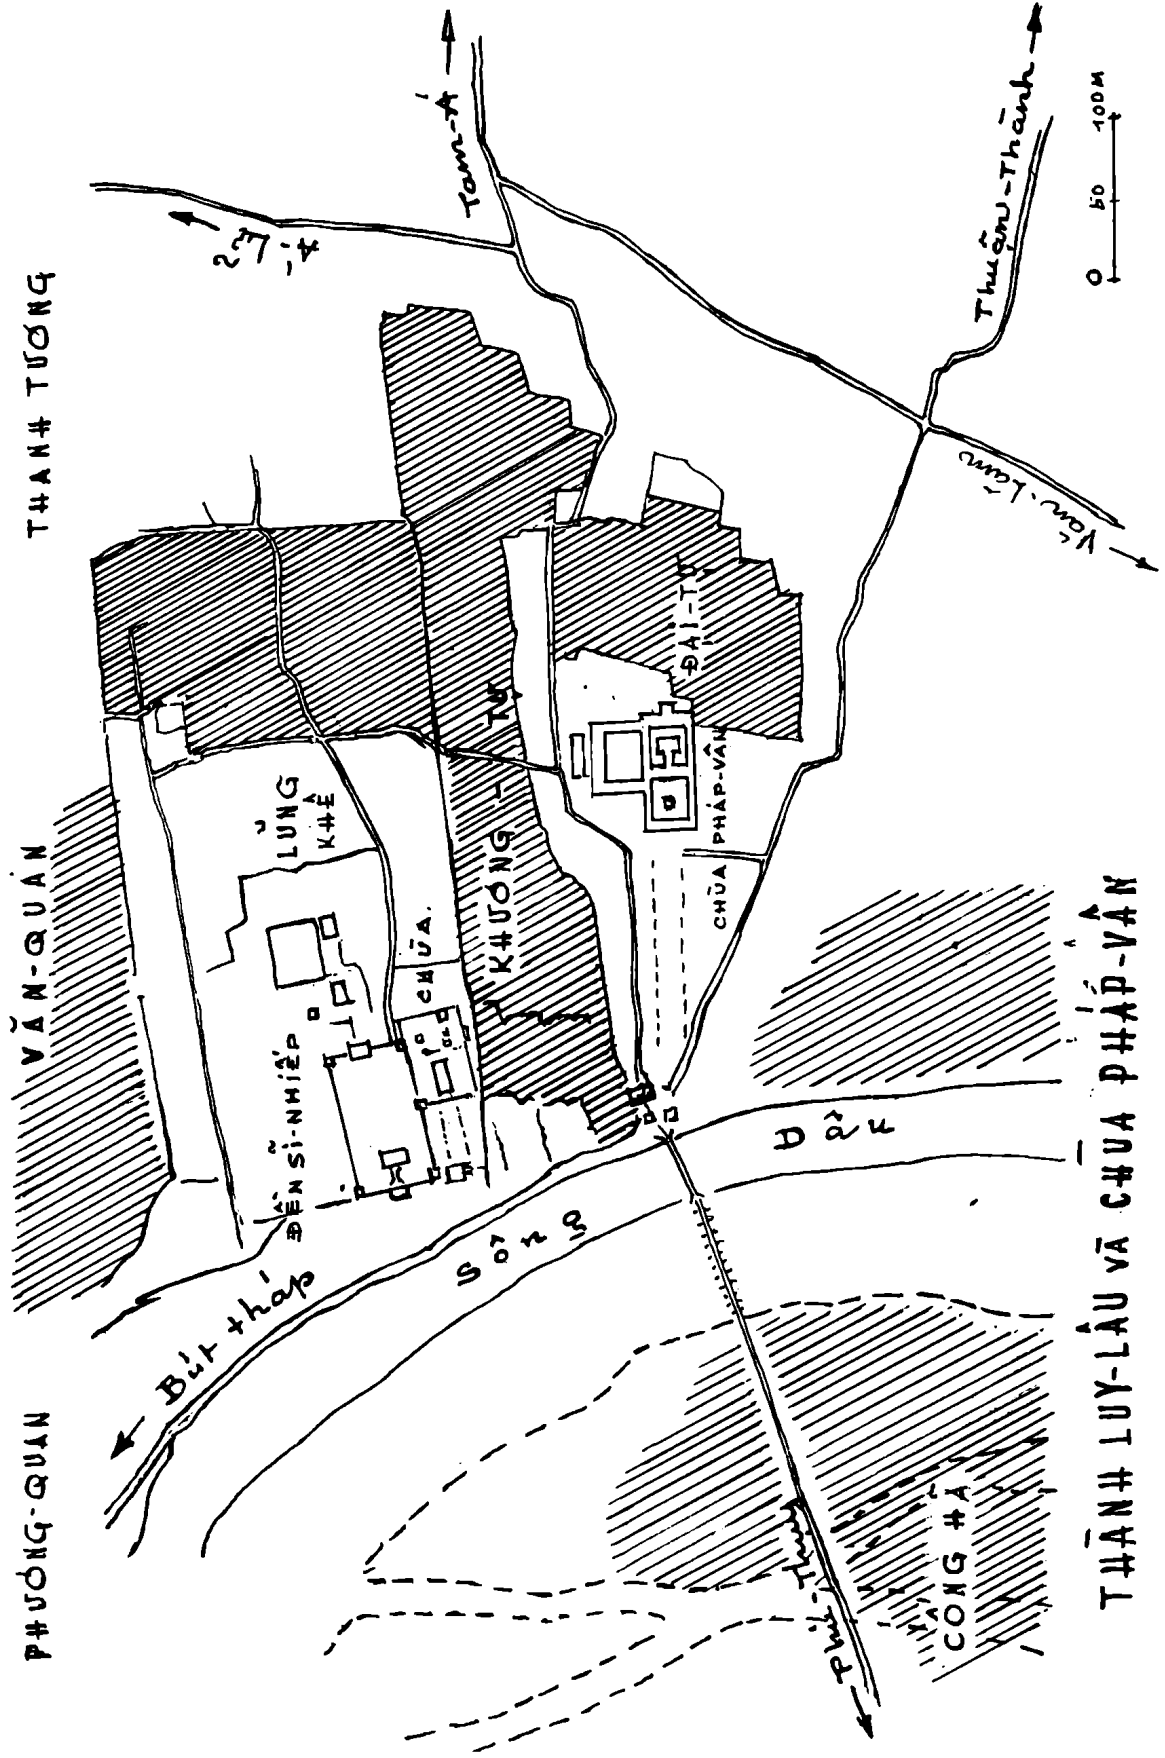 PHƯƠNG-QUAN
VĂN-QUAN
THANH TƯƠNG
Bút tháp
ĐỀN SĨ-NHIẾP
LŨNG
KHÊ
CHÙA
KHƯƠNG - TỰ
Tam-Á
Sông Dâu
CHÙA PHÁP-VÂN
ĐẠI-TỰ
Thuận-Thành
Văn-Lâm
CÔNG HÀ
0 50 100M
THÀNH LUY-LÂU VÀ CHÙA PHÁP-VÂN